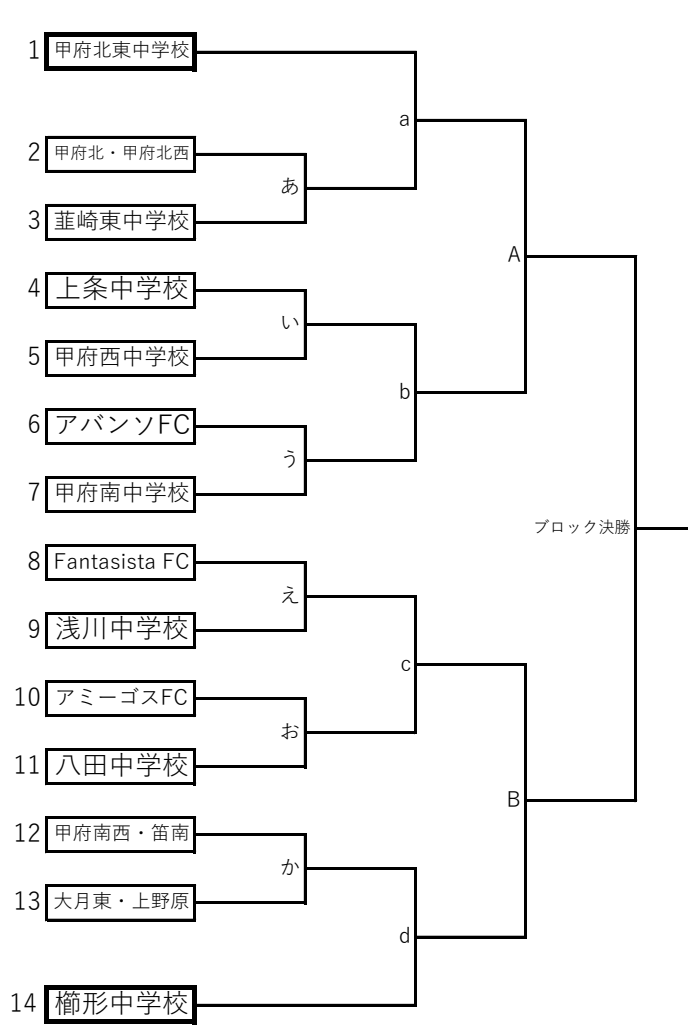 1 甲府北東中学校
a
2 甲府北・甲府北西
あ
3 韮崎東中学校
A
4 上条中学校
い
5 甲府西中学校
b
6 アバンソFC
う
7 甲府南中学校
ブロック決勝
8 Fantasista FC
え
9 浅川中学校
c
10 アミーゴスFC
お
11 八田中学校
B
12 甲府南西・笛南
か
13 大月東・上野原
d
14 櫛形中学校